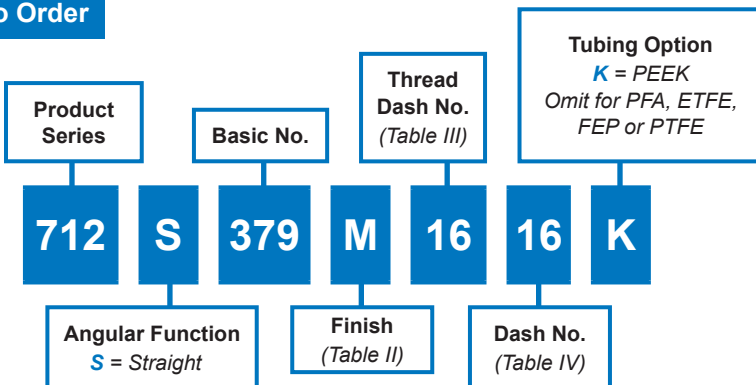 o Order
Tubing Option
K = PEEK
Omit for PFA, ETFE,
FEP or PTFE
Thread
Dash No.
(Table III)
Product
Series
Basic No.
712 S 379 M 16 16 K
Angular Function
S = Straight
Finish
(Table II)
Dash No.
(Table IV)